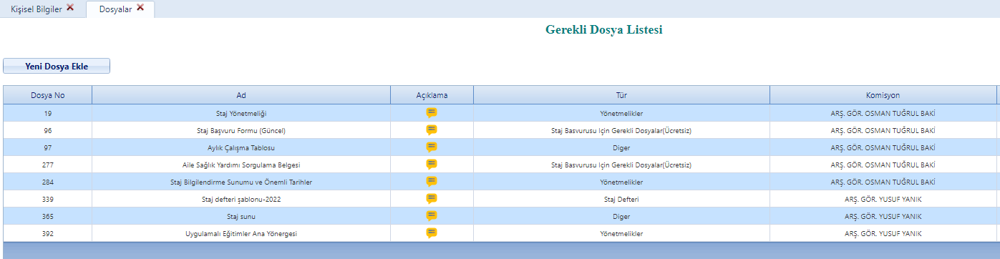 Kişisel Bilgiler
Dosyalar
Gerekli Dosya Listesi
Yeni Dosya Ekle
Dosya No Ad Açıklama Tür Komisyon
19 Staj Yönetmeliği Yönetmelikler ARŞ. GÖR. OSMAN TUĞRUL BAKİ
96 Staj Başvuru Formu (Güncel) Staj Basvurusu Için Gerekli Dosyalar(Ücretsiz) ARŞ. GÖR. OSMAN TUĞRUL BAKİ
97 Aylık Çalışma Tablosu Diger ARŞ. GÖR. OSMAN TUĞRUL BAKİ
277 Aile Sağlık Yardımı Sorgulama Belgesi Staj Basvurusu Için Gerekli Dosyalar(Ücretsiz) ARŞ. GÖR. OSMAN TUĞRUL BAKİ
284 Staj Bilgilendirme Sunumu ve Önemli Tarihler Yönetmelikler ARŞ. GÖR. OSMAN TUĞRUL BAKİ
339 Staj defteri şablonu-2022 Staj Defteri ARŞ. GÖR. YUSUF YANIK
365 Staj sunu Diger ARŞ. GÖR. YUSUF YANIK
392 Uygulamalı Eğitimler Ana Yönergesi Yönetmelikler ARŞ. GÖR. YUSUF YANIK